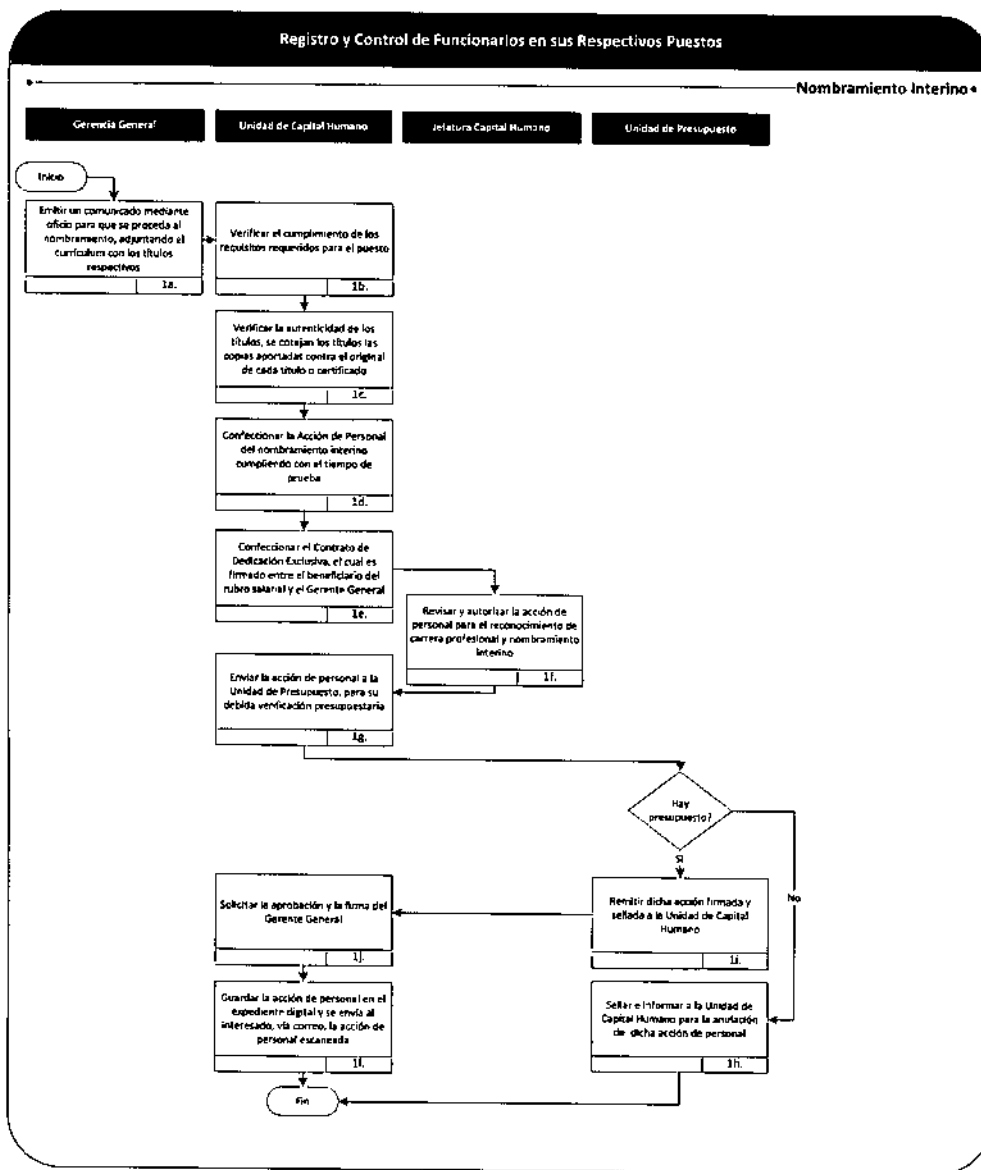 Registro y Control de Funcionarios en sus Respectivos Puestos
Nombramiento Interino
Gerencia General
Unidad de Capital Humano
Jefatura Capital Humano
Unidad de Presupuesto
Inicio
Emitir un comunicado mediante
oficio para que se proceda al
nombramiento, adjuntando el
currículum con los títulos
respectivos
1a.
Verificar el cumplimiento de los
requisitos requeridos para el puesto
1b.
Verificar la autenticidad de los
títulos, se cotejan los títulos las
copias aportadas contra el original
de cada título o certificado
1c.
Confeccionar la Acción de Personal
del nombramiento interino
cumpliendo con el tiempo de
prueba
1d.
Confeccionar el Contrato de
Dedicación Exclusiva, el cual es
firmado entre el beneficiario del
rubro salarial y el Gerente General
1e.
Revisar y autorizar la acción de
personal para el reconocimiento de
carrera profesional y nombramiento
interino
1f.
Enviar la acción de personal a la
Unidad de Presupuesto, para su
debida verificación presupuestaria
1g.
Hay
presupuesto?
Si
No
Solicitar la aprobación y la firma del
Gerente General
1j.
Remitir dicha acción firmada y
sellada a la Unidad de Capital
Humano
1i.
Guardar la acción de personal en el
expediente digital y se envía al
interesado, vía correo, la acción de
personal escaneada
1l.
Sellar e informar a la Unidad de
Capital Humano para la anulación
de dicha acción de personal
1h.
Fin